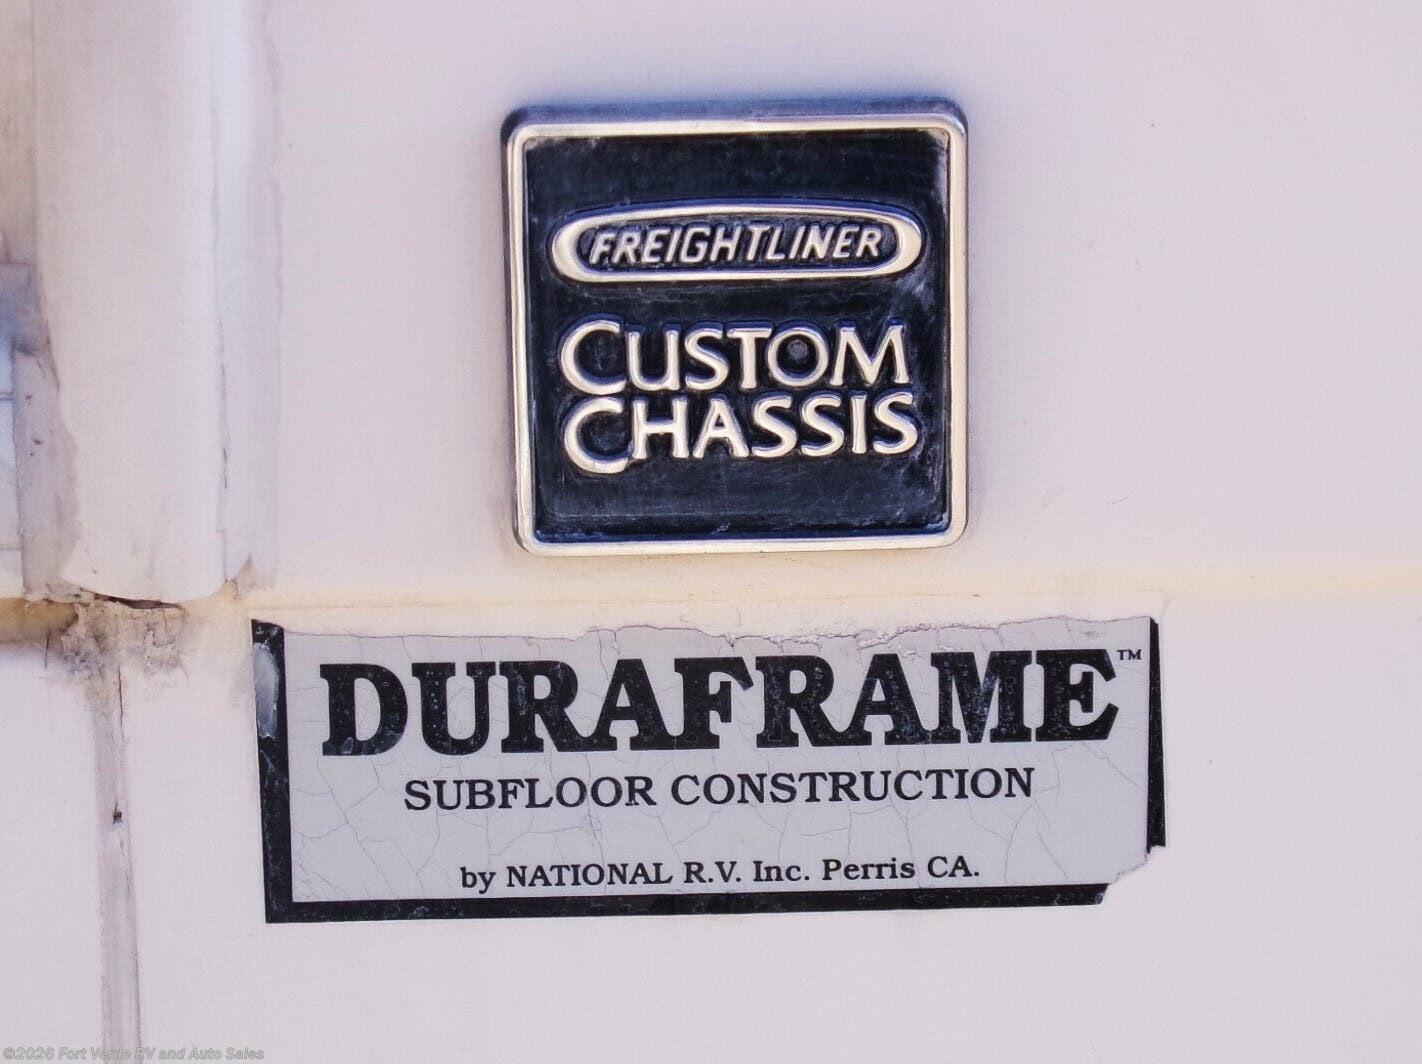 FREIGHTLINER
CUSTOM
CHASSIS
DURAFRAME™
SUBFLOOR CONSTRUCTION
by NATIONAL R.V. Inc. Perris CA.
©2026 Fort Verde RV and Auto Sales